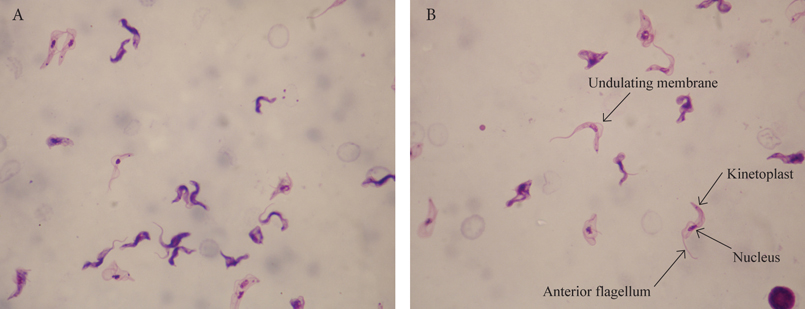 A
B
Undulating membrane
Kinetoplast
Nucleus
Anterior flagellum